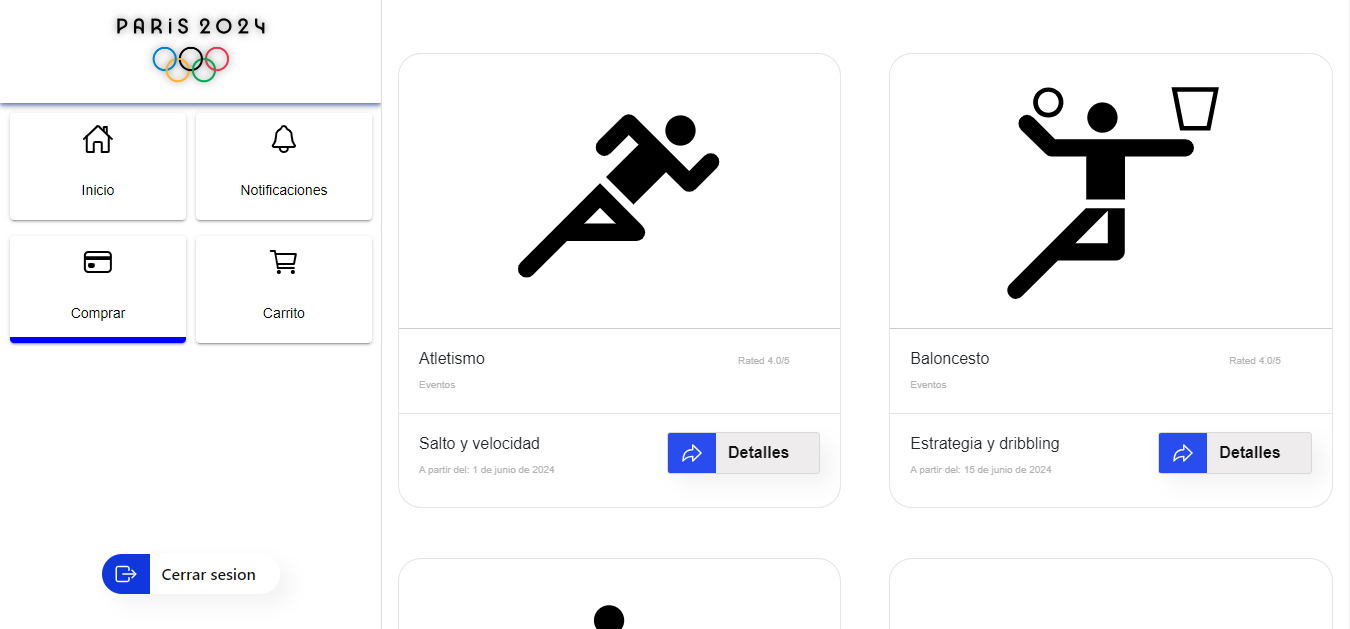 PARIS 2024
Inicio
Notificaciones
Comprar
Carrito
Cerrar sesion
Atletismo
Rated 4.0/5
Eventos
Salto y velocidad
A partir del: 1 de junio de 2024
Detalles
Baloncesto
Rated 4.0/5
Eventos
Estrategia y dribbling
A partir del: 15 de junio de 2024
Detalles